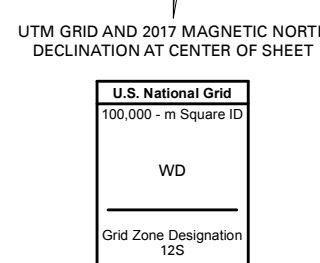 UTM GRID AND 2017 MAGNETIC NORTH
DECLINATION AT CENTER OF SHEET
U.S. National Grid
100,000 - m Square ID
WD
Grid Zone Designation
12S